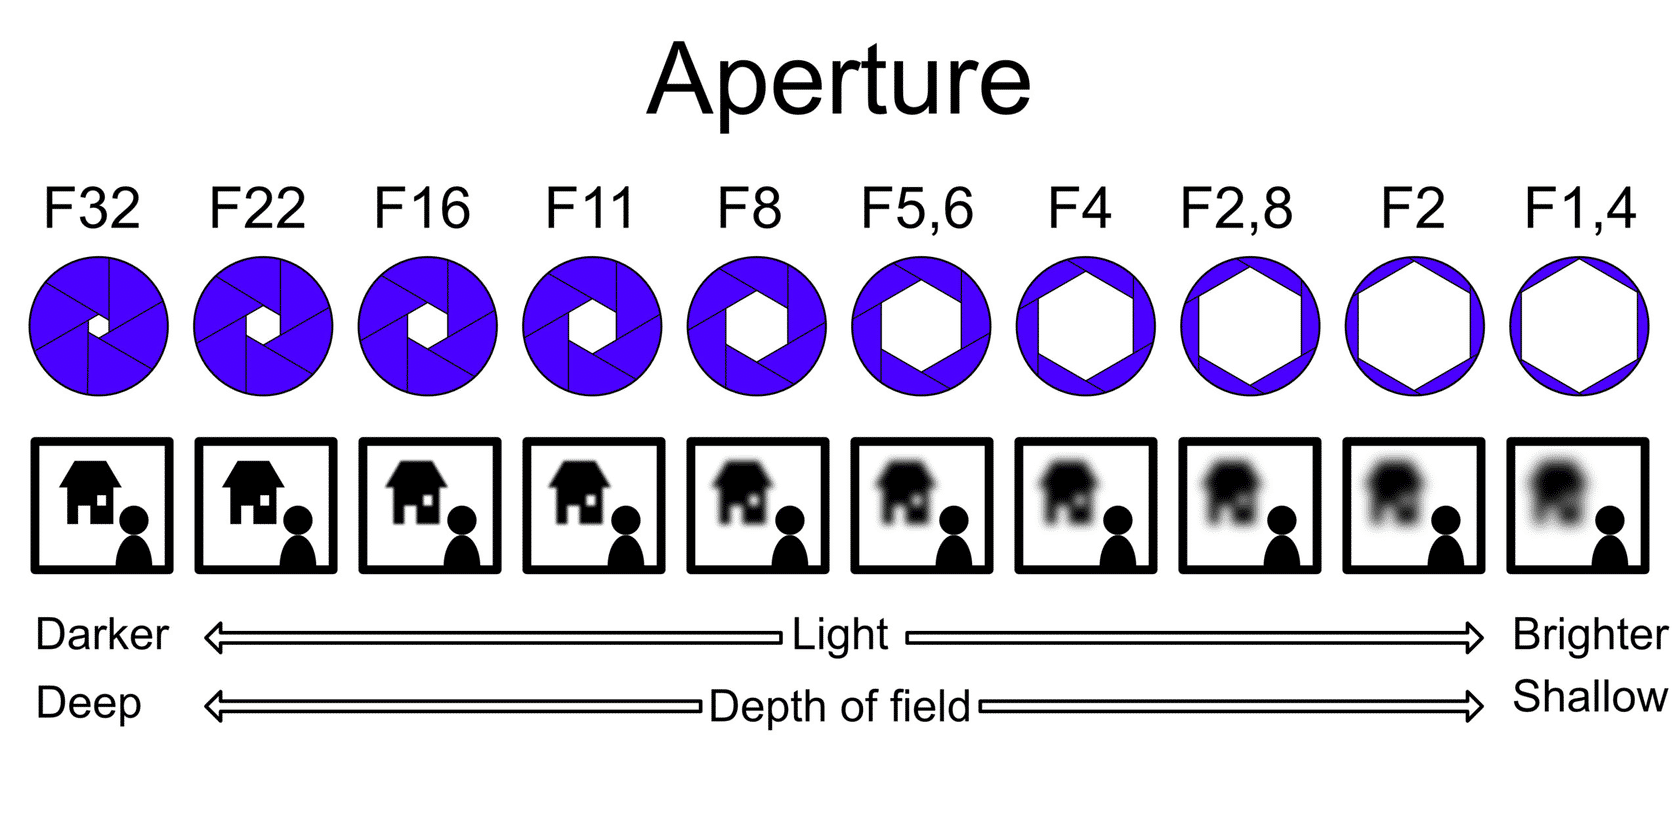 Aperture
F32 F22 F16 F11 F8 F5,6 F4 F2,8 F2 F1,4
Darker Light Brighter
Deep Depth of field Shallow